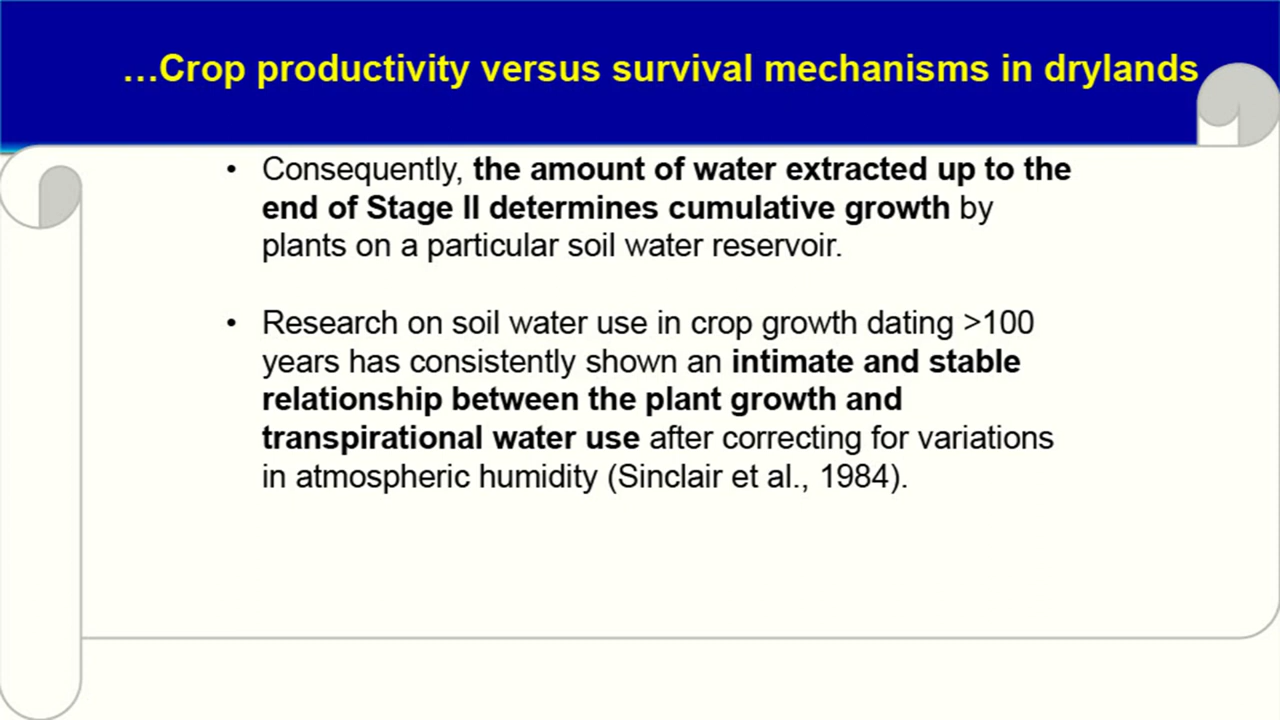 ...Crop productivity versus survival mechanisms in drylands
• Consequently, the amount of water extracted up to the
end of Stage II determines cumulative growth by
plants on a particular soil water reservoir.
• Research on soil water use in crop growth dating >100
years has consistently shown an intimate and stable
relationship between the plant growth and
transpirational water use after correcting for variations
in atmospheric humidity (Sinclair et al., 1984).